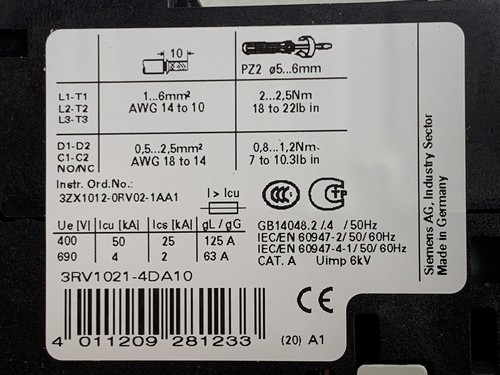 10
PZ2 ø5...6mm
L1-T1
L2-T2
L3-T3
1...6mm²
AWG 14 to 10
2...2,5Nm
18 to 22lb in
D1-D2
C1-C2
NO/NC
0,5...2,5mm²
AWG 18 to 14
0,8...1,2Nm
7 to 10.3lb in
Instr. Ord.No.:
3ZX1012-0RV02-1AA1
I > Icu
CCC
Ue [V] Icu [kA] Ics [kA] gL / gG
400 50 25 125 A
690 4 2 63 A
GB14048.2 /.4 / 50Hz
IEC/EN 60947-2/ 50/60Hz
IEC/EN 60947-4-1/ 50/60Hz
CAT. A Uimp 6kV
3RV1021-4DA10
CE
4 011209 281233
(20) A1
Siemens AG, Industry Sector
Made in Germany